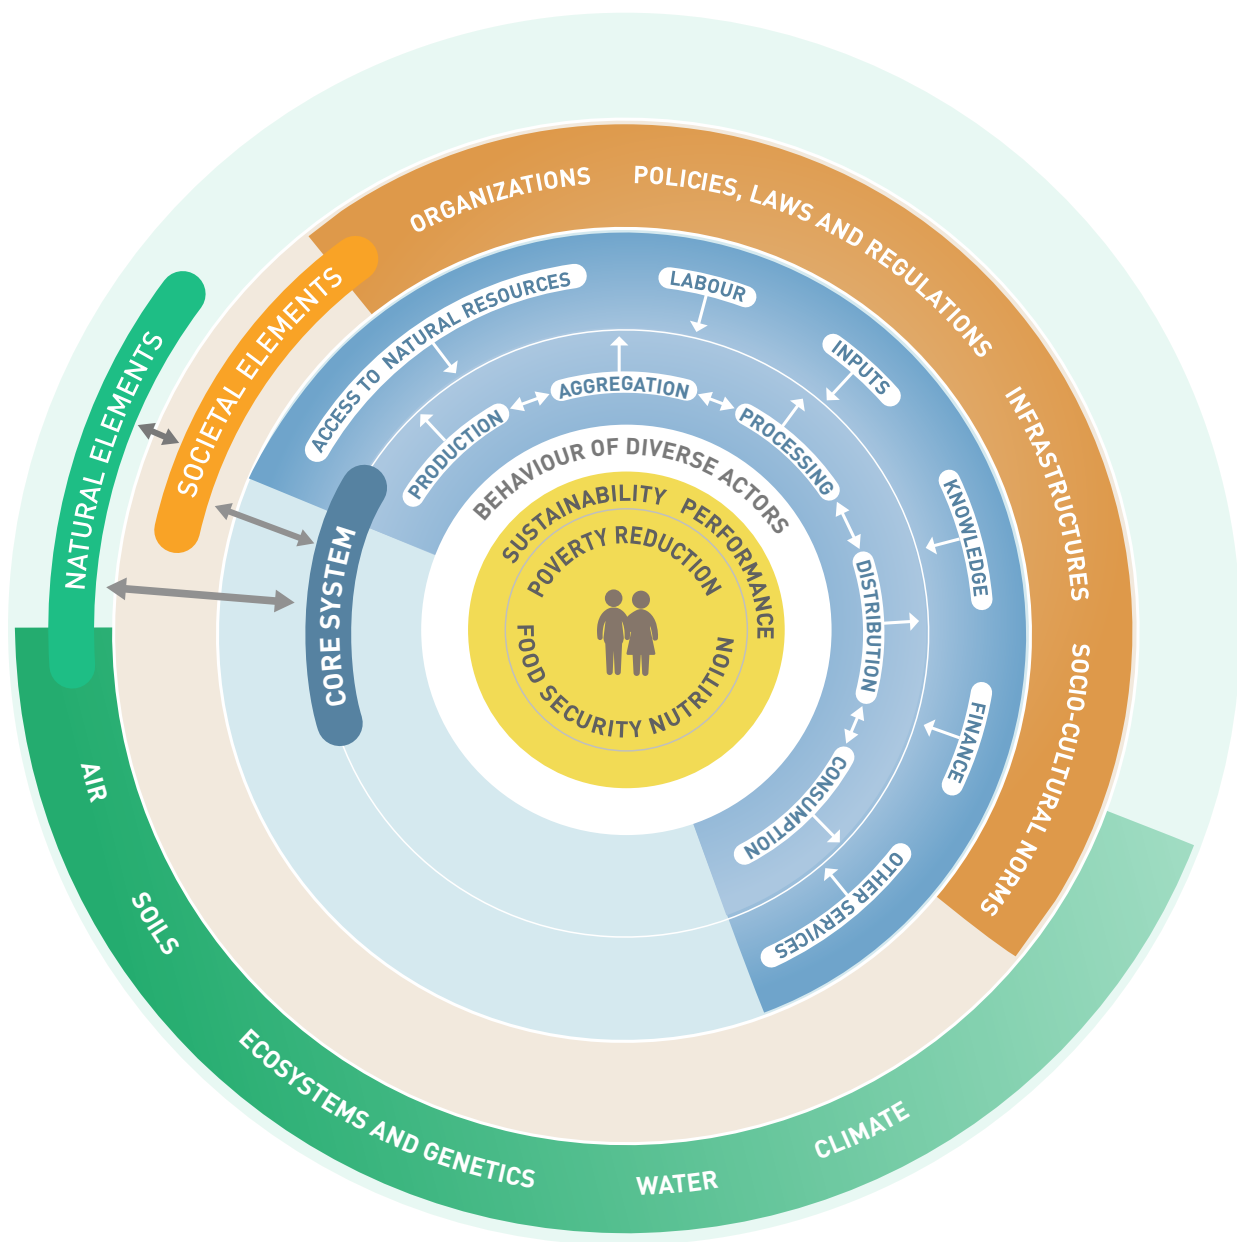 NATURAL ELEMENTS
SOCIETAL ELEMENTS
CORE SYSTEM
ORGANIZATIONS
POLICIES, LAWS AND REGULATIONS
INFRASTRUCTURES
SOCIO-CULTURAL NORMS
ACCESS TO NATURAL RESOURCES
LABOUR
INPUTS
KNOWLEDGE
FINANCE
OTHER SERVICES
PRODUCTION
AGGREGATION
PROCESSING
DISTRIBUTION
CONSUMPTION
BEHAVIOUR OF DIVERSE ACTORS
SUSTAINABILITY PERFORMANCE
POVERTY REDUCTION
FOOD SECURITY NUTRITION
AIR
SOILS
ECOSYSTEMS AND GENETICS
WATER
CLIMATE